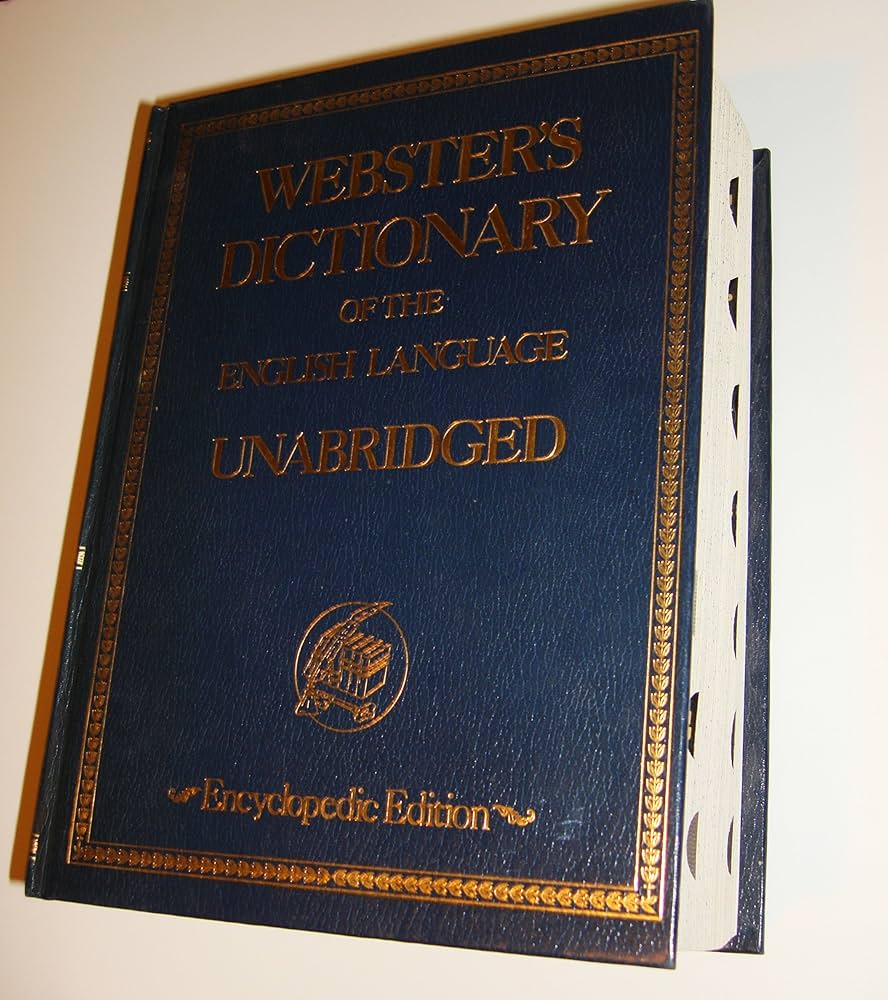 WEBSTER'S
DICTIONARY
OF THE
ENGLISH LANGUAGE
UNABRIDGED
Encyclopedic Edition